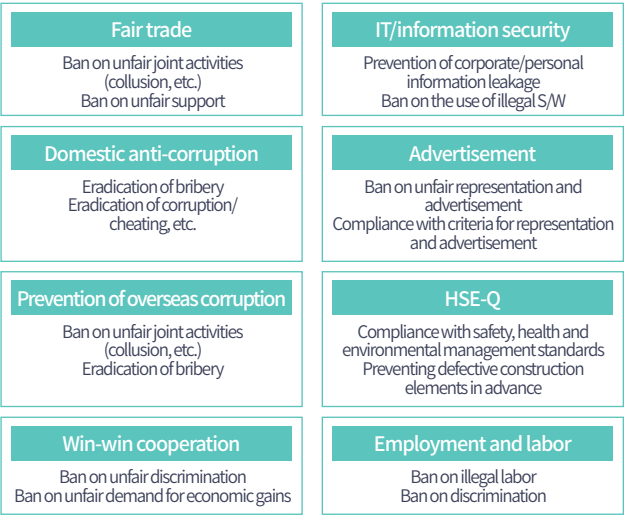 Fair trade
Ban on unfair joint activities
(collusion, etc.)
Ban on unfair support
IT/information security
Prevention of corporate/personal
information leakage
Ban on the use of illegal S/W
Domestic anti-corruption
Eradication of bribery
Eradication of corruption/
cheating, etc.
Advertisement
Ban on unfair representation and
advertisement
Compliance with criteria for representation
and advertisement
Prevention of overseas corruption
Ban on unfair joint activities
(collusion, etc.)
Eradication of bribery
HSE-Q
Compliance with safety, health and
environmental management standards
Preventing defective construction
elements in advance
Win-win cooperation
Ban on unfair discrimination
Ban on unfair demand for economic gains
Employment and labor
Ban on illegal labor
Ban on discrimination